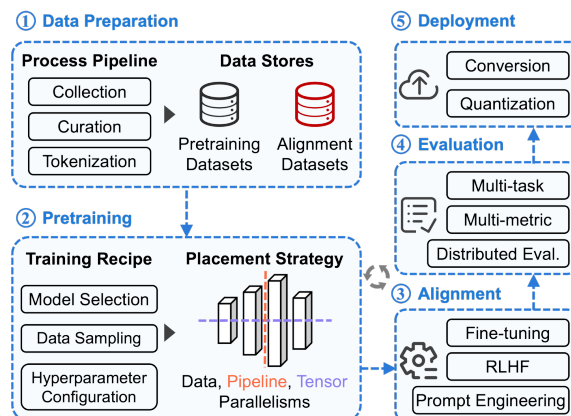 ① Data Preparation
Process Pipeline
Collection
Curation
Tokenization
Data Stores
Pretraining
Datasets
Alignment
Datasets
② Pretraining
Training Recipe
Model Selection
Data Sampling
Hyperparameter
Configuration
Placement Strategy
Data, Pipeline, Tensor
Parallelisms
③ Alignment
Fine-tuning
RLHF
Prompt Engineering
④ Evaluation
Multi-task
Multi-metric
Distributed Eval.
⑤ Deployment
Conversion
Quantization